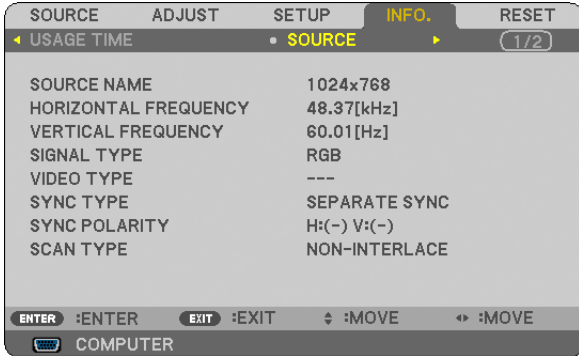 SOURCE ADJUST SETUP INFO. RESET
USAGE TIME SOURCE 1/2
SOURCE NAME 1024x768
HORIZONTAL FREQUENCY 48.37[kHz]
VERTICAL FREQUENCY 60.01[Hz]
SIGNAL TYPE RGB
VIDEO TYPE ---
SYNC TYPE SEPARATE SYNC
SYNC POLARITY H:(-) V:(-)
SCAN TYPE NON-INTERLACE
ENTER :ENTER EXIT :EXIT :MOVE :MOVE
COMPUTER